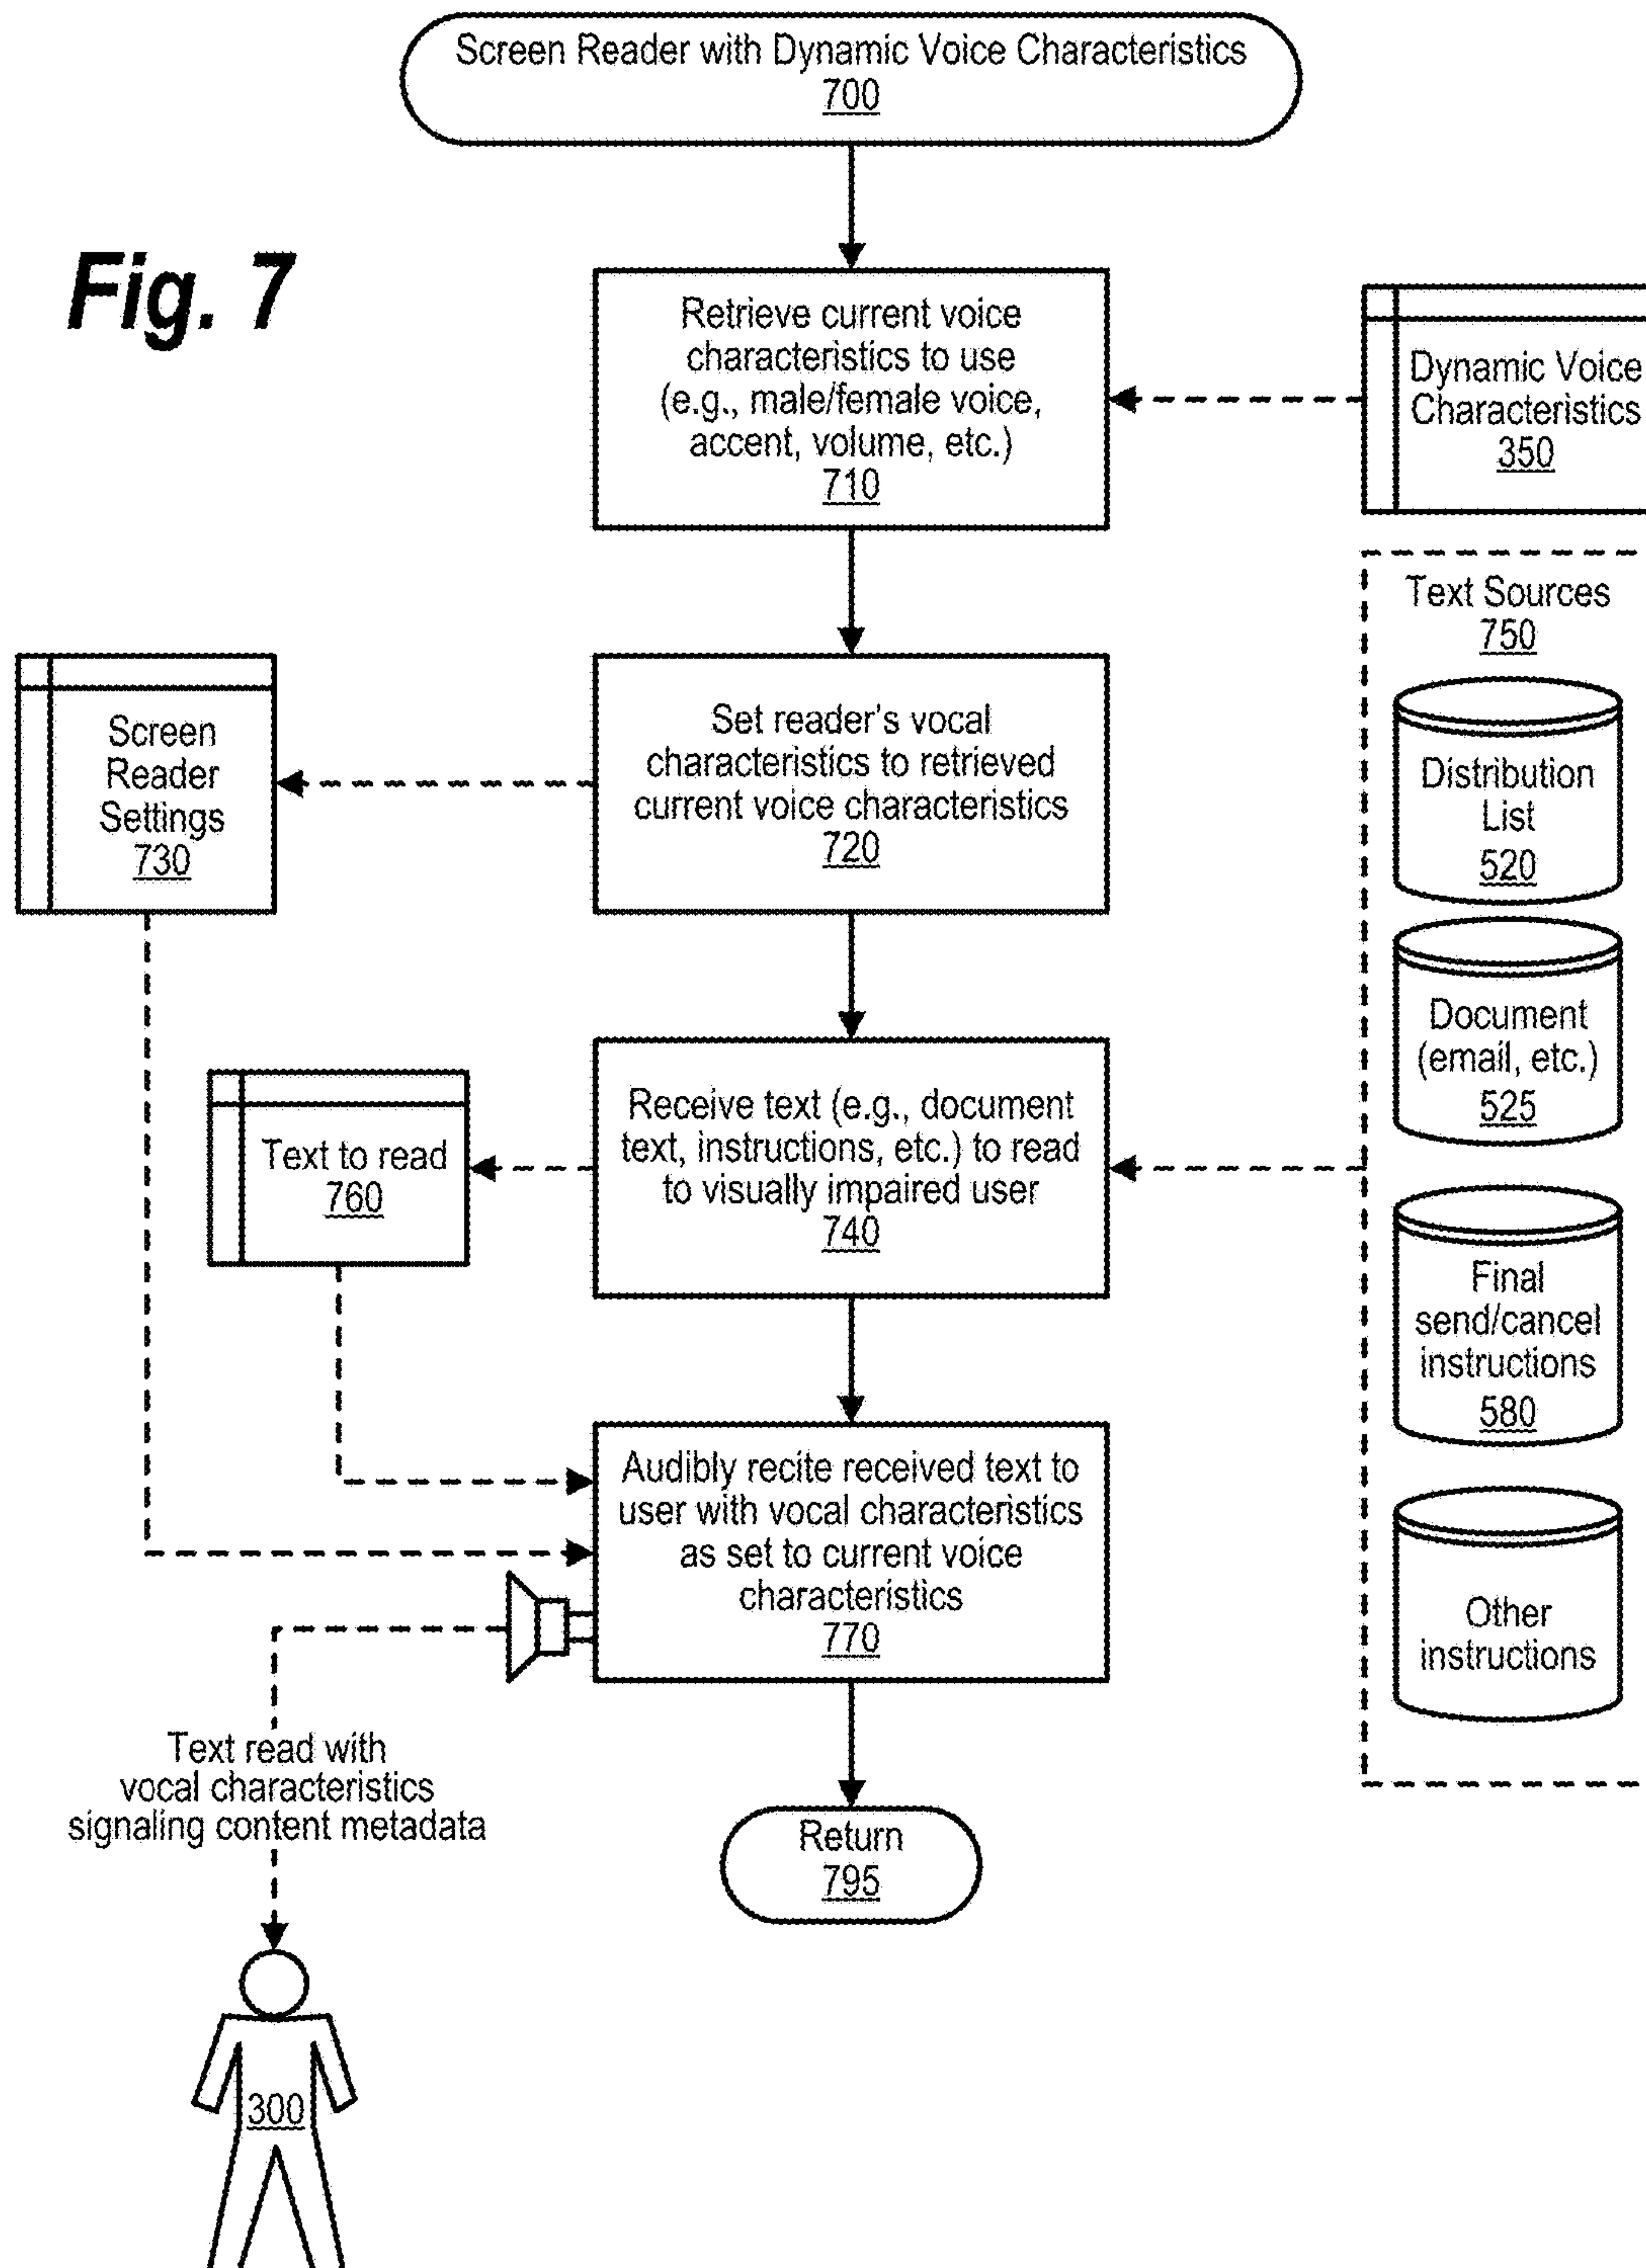 Screen Reader with Dynamic Voice Characteristics
700
Fig. 7
Retrieve current voice
characteristics to use
(e.g., male/female voice,
accent, volume, etc.)
710
Dynamic Voice
Characteristics
350
Set reader's vocal
characteristics to retrieved
current voice characteristics
720
Screen
Reader
Settings
730
Text Sources
750
Distribution
List
520
Document
(email, etc.)
525
Final
send/cancel
instructions
580
Other
instructions
Receive text (e.g., document
text, instructions, etc.) to read
to visually impaired user
740
Text to read
760
Audibly recite received text to
user with vocal characteristics
as set to current voice
characteristics
770
Text read with
vocal characteristics
signaling content metadata
Return
795
300